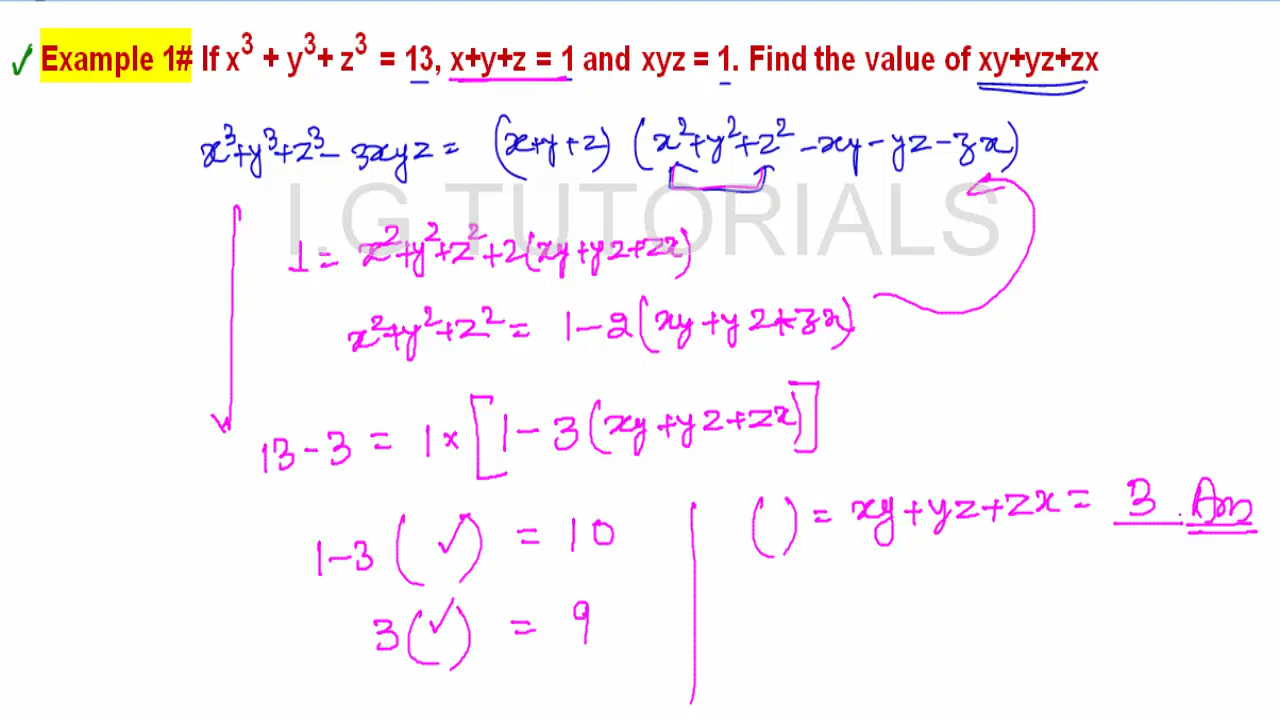 ✓ Example 1# If x³ + y³+ z³ = 13, x+y+z = 1 and xyz = 1. Find the value of xy+yz+zx
x³+y³+z³- 3xyz = (x+y+z) (x²+y²+z² -xy-yz-zx)
I.G TUTORIALS
1 = x²+y²+z²+2(xy+yz+zx)
x²+y²+z² = 1-2(xy+yz+zx)
13-3 = 1× [1-3(xy+yz+zx)]
1-3 (✓) = 10
( ) = xy+yz+zx = 3 Ans
3(✓) = 9